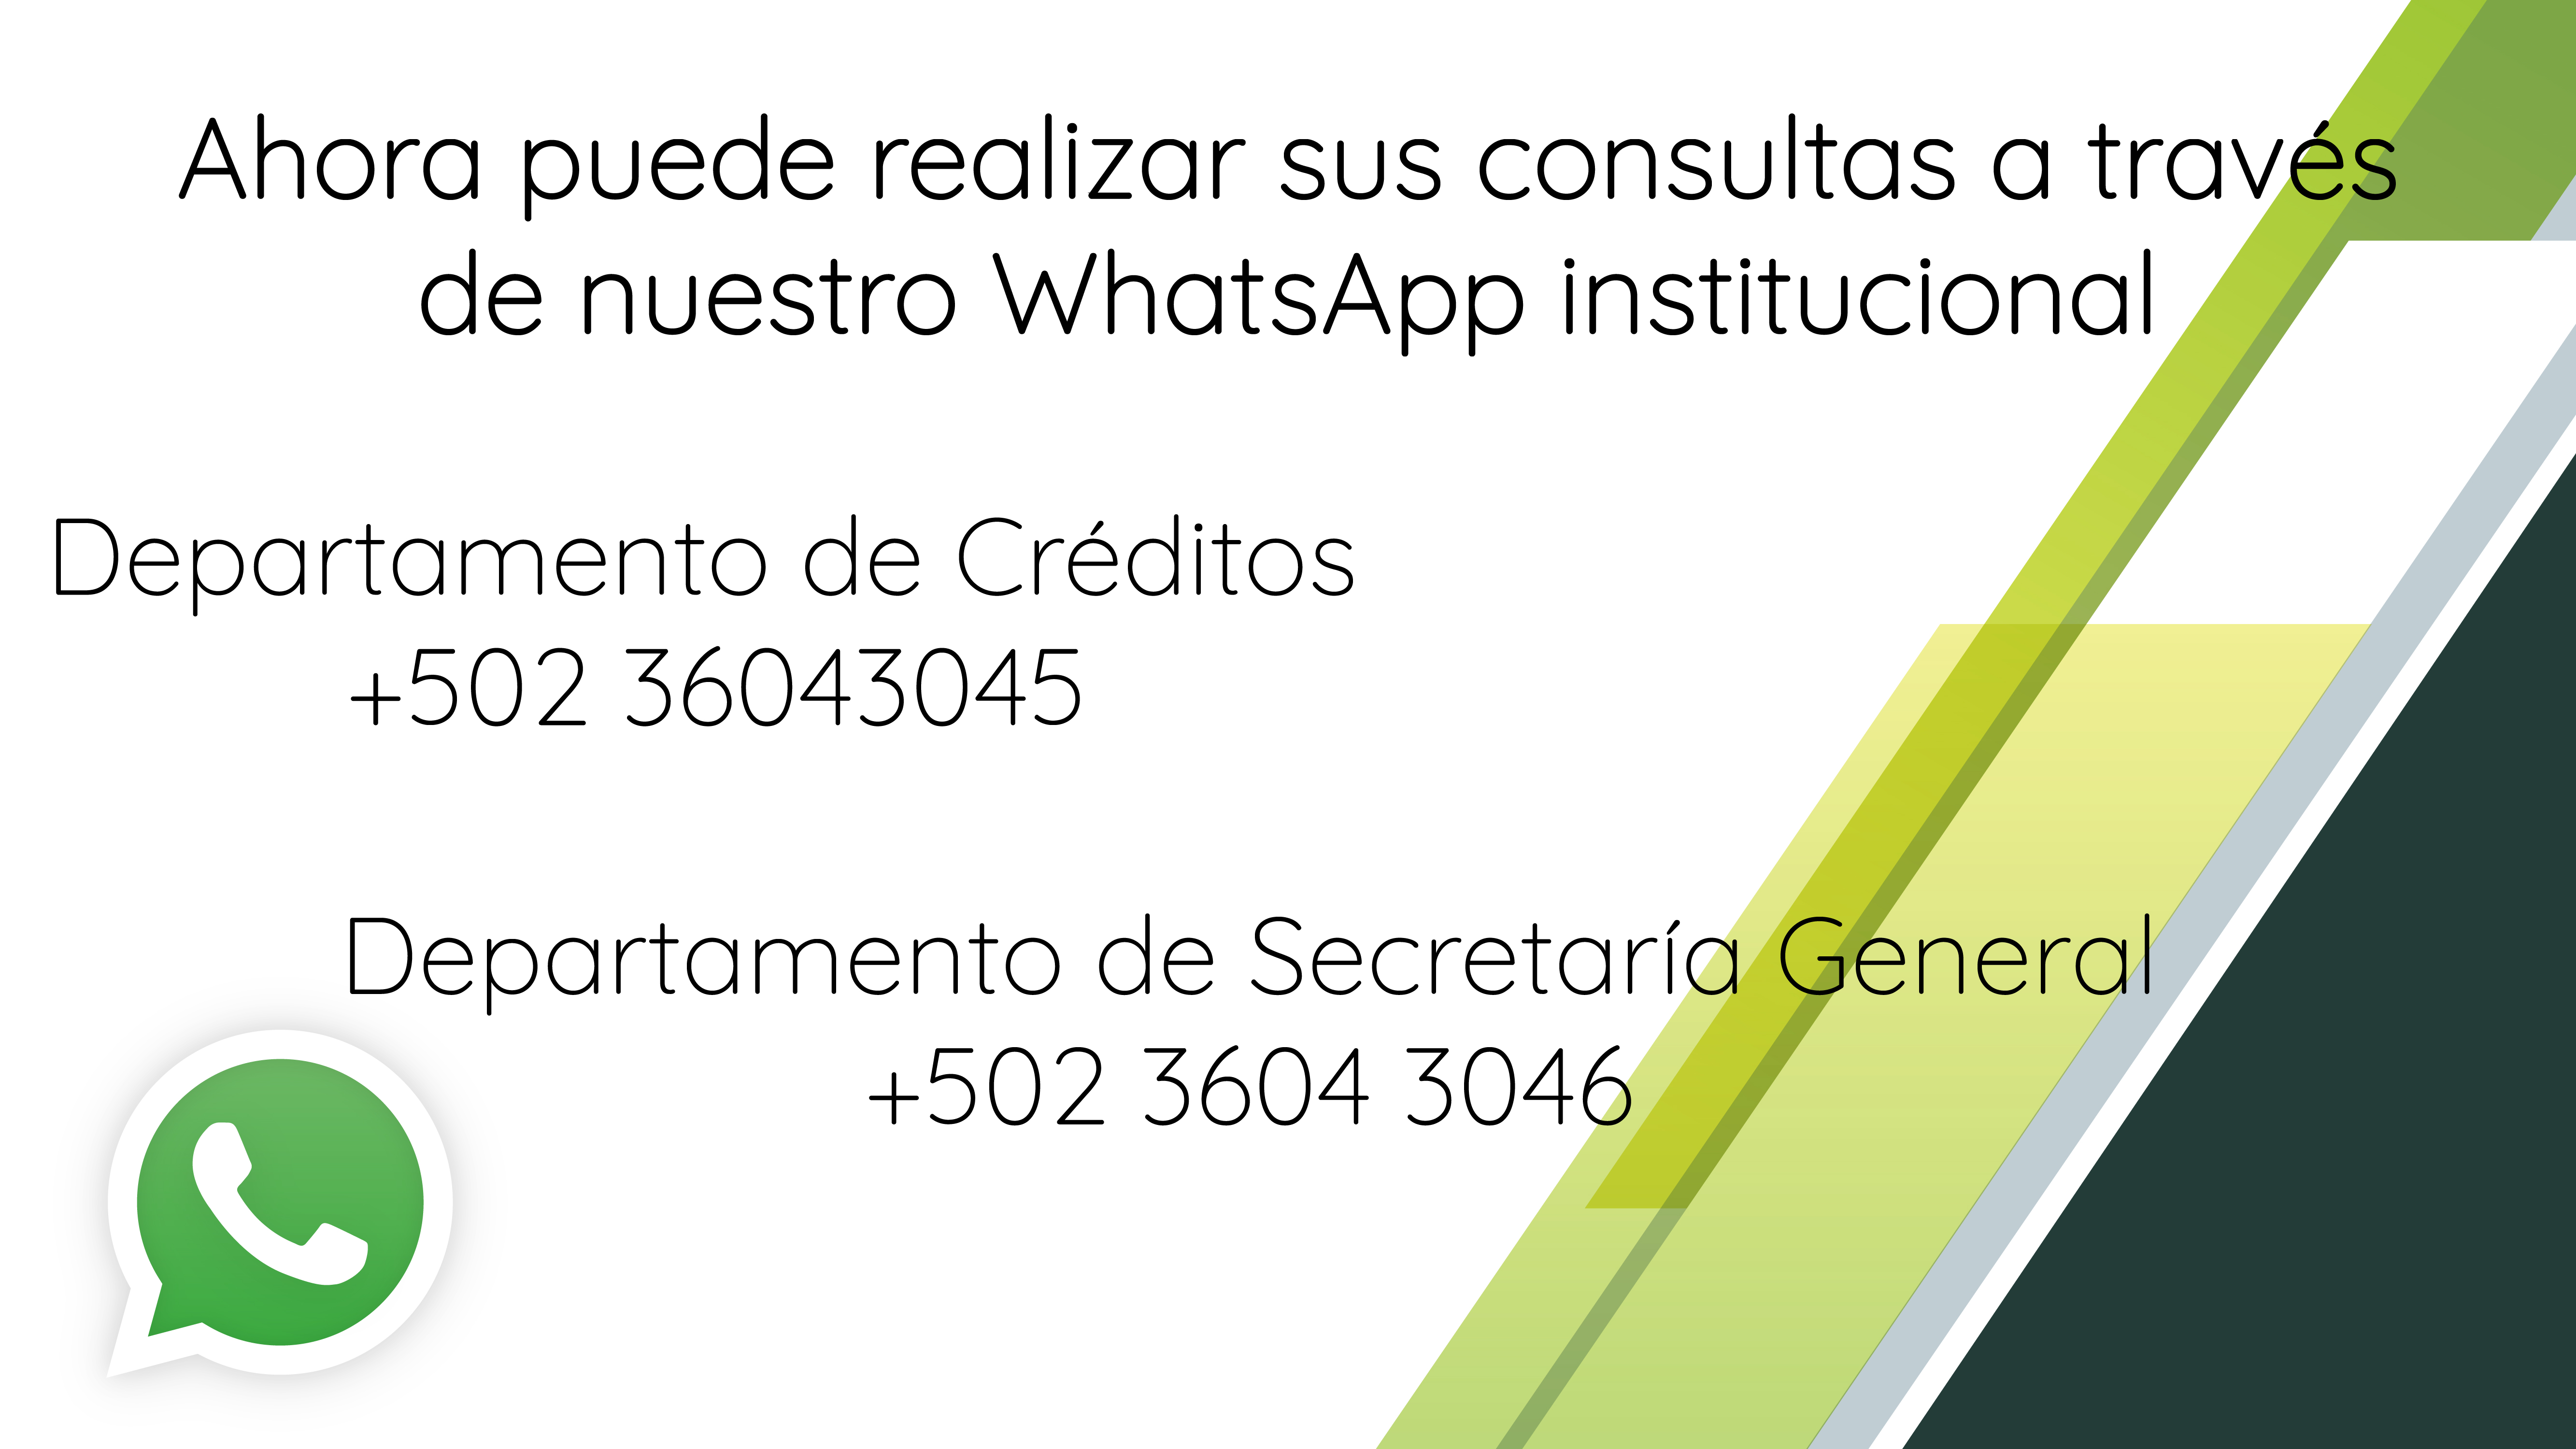 Ahora puede realizar sus consultas a través
de nuestro WhatsApp institucional
Departamento de Créditos
+502 36043045
Departamento de Secretaría General
+502 3604 3046